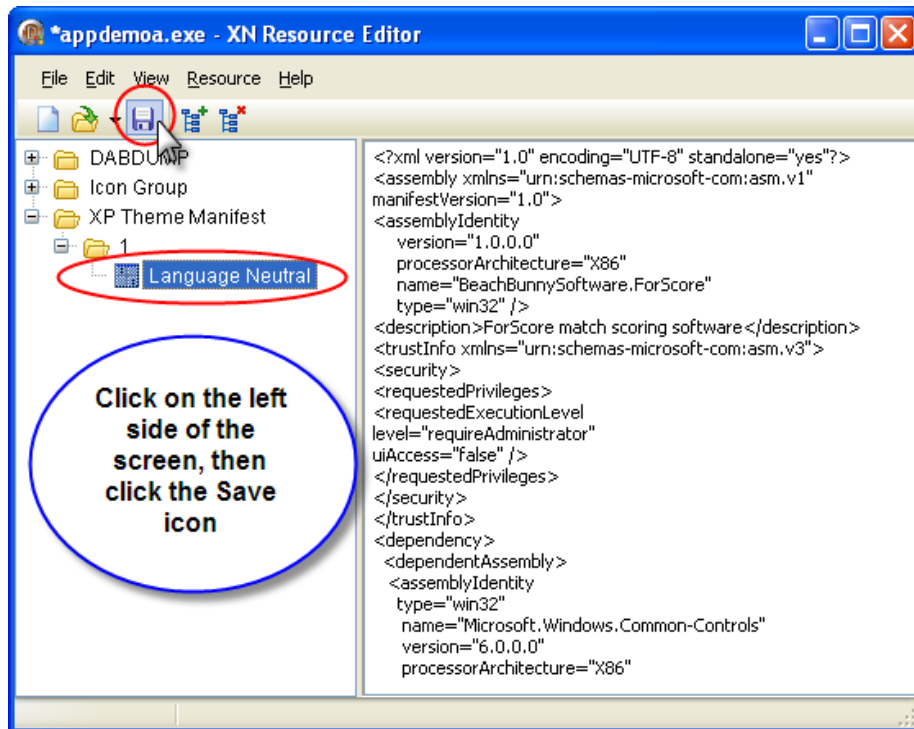 *appdemoa.exe - XN Resource Editor
File Edit View Resource Help
DABDUMP
Icon Group
XP Theme Manifest
1
Language Neutral
Click on the left
side of the
screen, then
click the Save
icon
<?xml version="1.0" encoding="UTF-8" standalone="yes"?>
<assembly xmlns="urn:schemas-microsoft-com:asm.v1"
manifestVersion="1.0">
<assemblyIdentity
version="1.0.0.0"
processorArchitecture="X86"
name="BeachBunnySoftware.ForScore"
type="win32" />
<description>ForScore match scoring software</description>
<trustInfo xmlns="urn:schemas-microsoft-com:asm.v3">
<security>
<requestedPrivileges>
<requestedExecutionLevel
level="requireAdministrator"
uiAccess="false" />
</requestedPrivileges>
</security>
</trustInfo>
<dependency>
<dependentAssembly>
<assemblyIdentity
type="win32"
name="Microsoft.Windows.Common-Controls"
version="6.0.0.0"
processorArchitecture="X86"